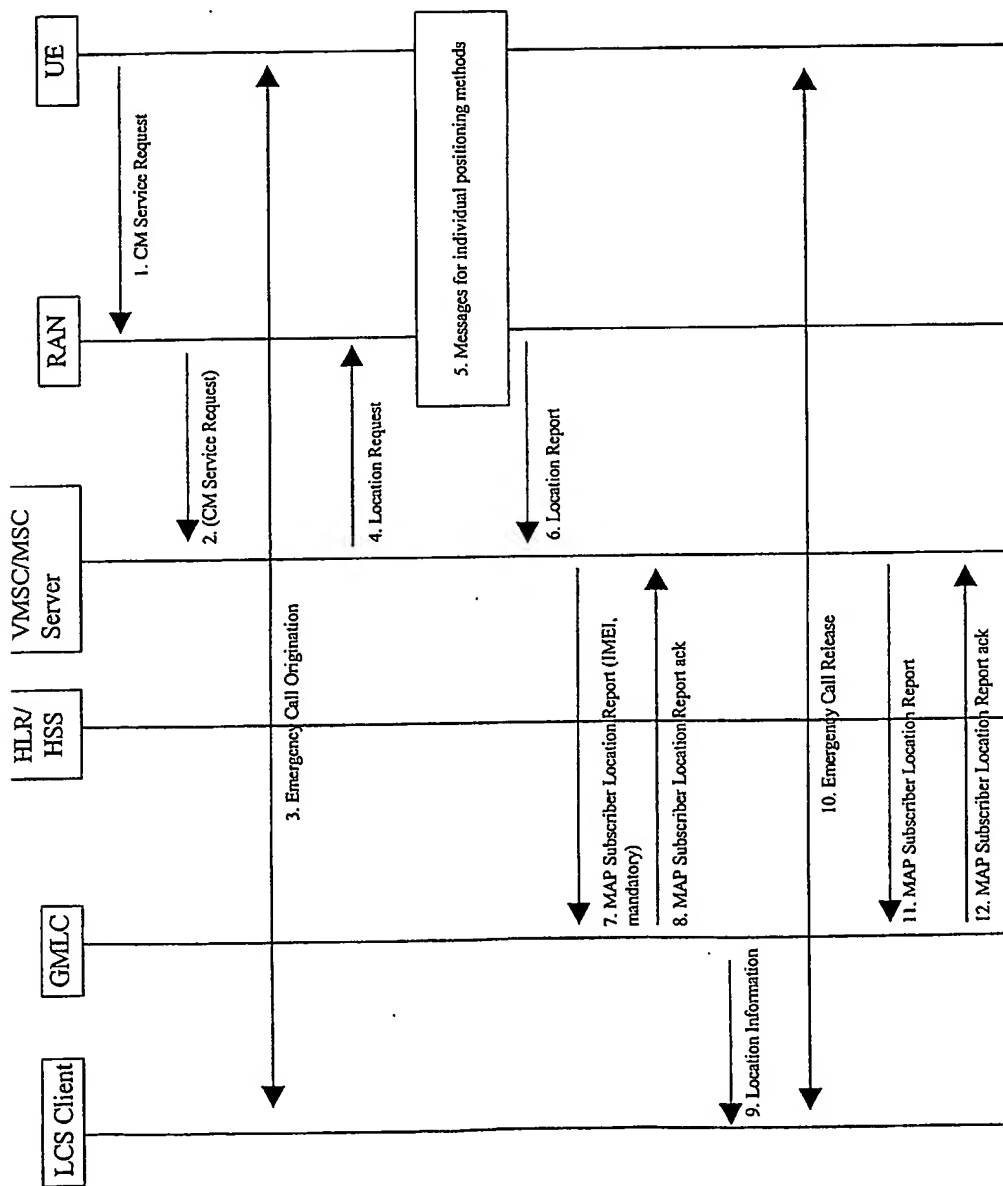 LCS Client
GMLC
HLR/
HSS
VMSC/MSC
Server
RAN
UE
1. CM Service Request
2. (CM Service Request)
3. Emergency Call Origination
4. Location Request
5. Messages for individual positioning methods
6. Location Report
7. MAP Subscriber Location Report (IMEI,
mandatory)
8. MAP Subscriber Location Report ack
9. Location Information
10. Emergency Call Release
11. MAP Subscriber Location Report
12. MAP Subscriber Location Report ack